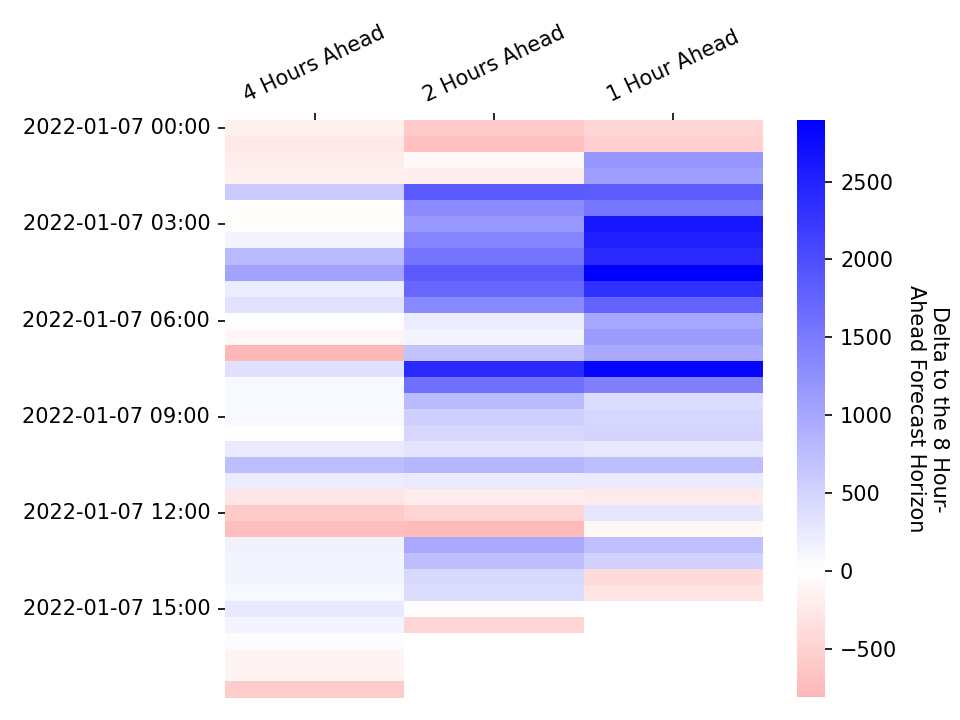 4 Hours Ahead
2 Hours Ahead
1 Hour Ahead
2022-01-07 00:00
2022-01-07 03:00
2022-01-07 06:00
2022-01-07 09:00
2022-01-07 12:00
2022-01-07 15:00
2500
2000
1500
1000
500
0
−500
Delta to the 8 Hour-
Ahead Forecast Horizon